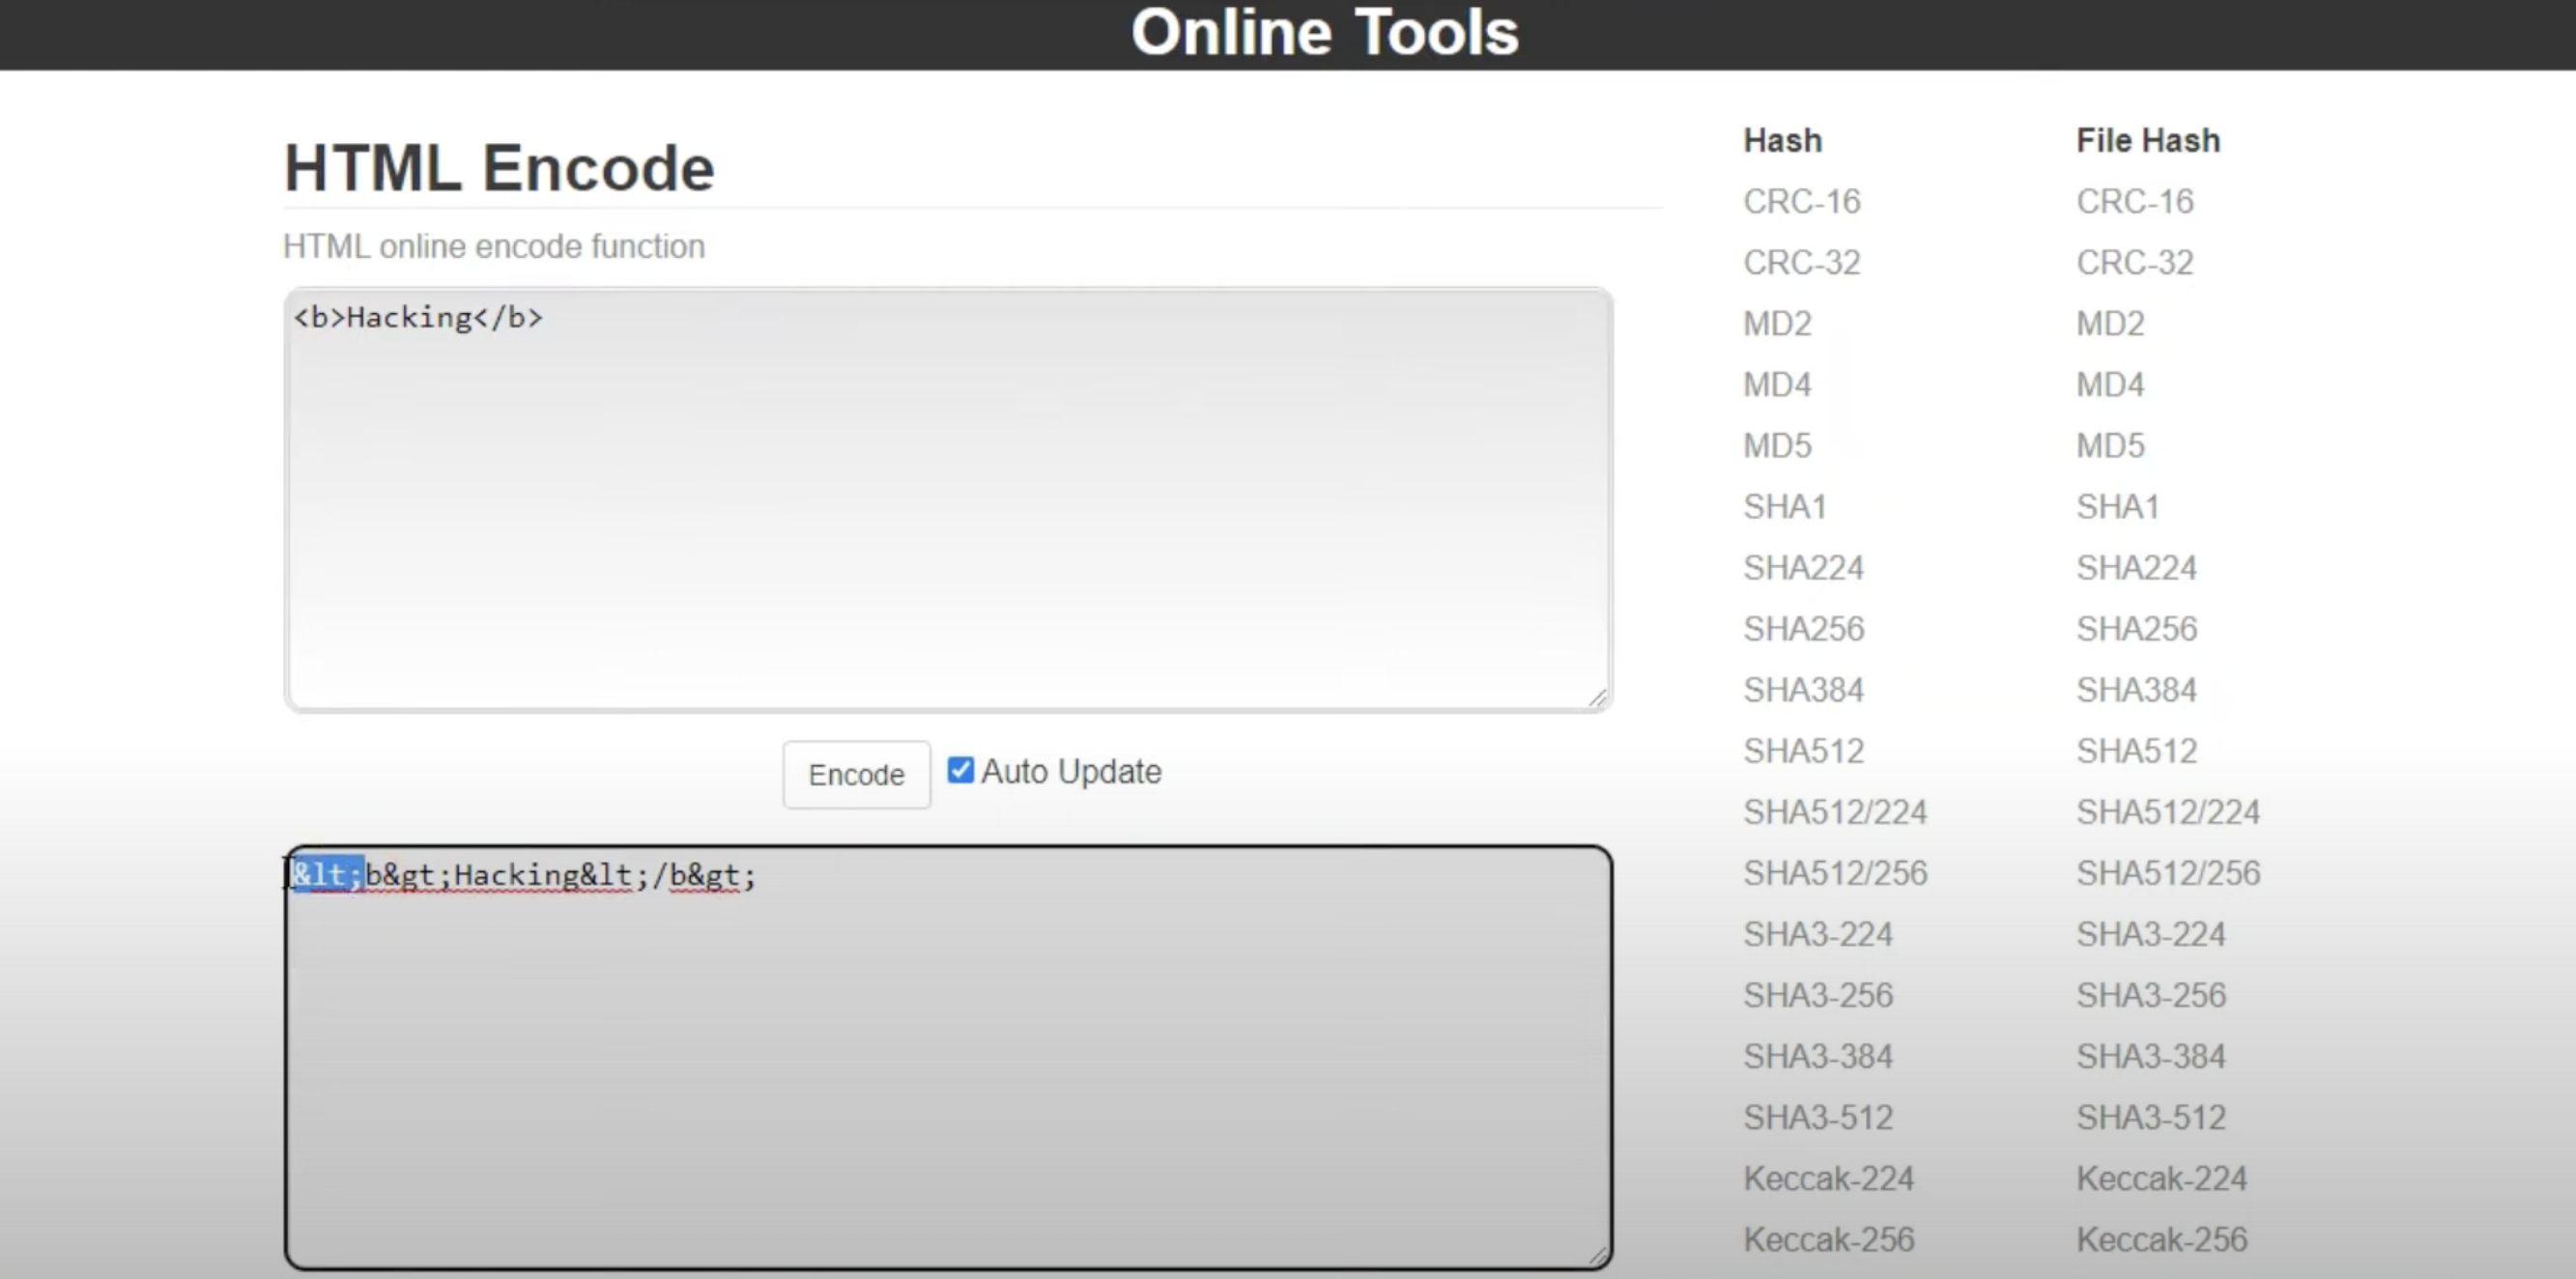 Online Tools
HTML Encode
HTML online encode function
<b>Hacking</b>
Encode
Auto Update
&lt;b&gt;Hacking&lt;/b&gt;
Hash
CRC-16
CRC-32
MD2
MD4
MD5
SHA1
SHA224
SHA256
SHA384
SHA512
SHA512/224
SHA512/256
SHA3-224
SHA3-256
SHA3-384
SHA3-512
Keccak-224
Keccak-256
File Hash
CRC-16
CRC-32
MD2
MD4
MD5
SHA1
SHA224
SHA256
SHA384
SHA512
SHA512/224
SHA512/256
SHA3-224
SHA3-256
SHA3-384
SHA3-512
Keccak-224
Keccak-256